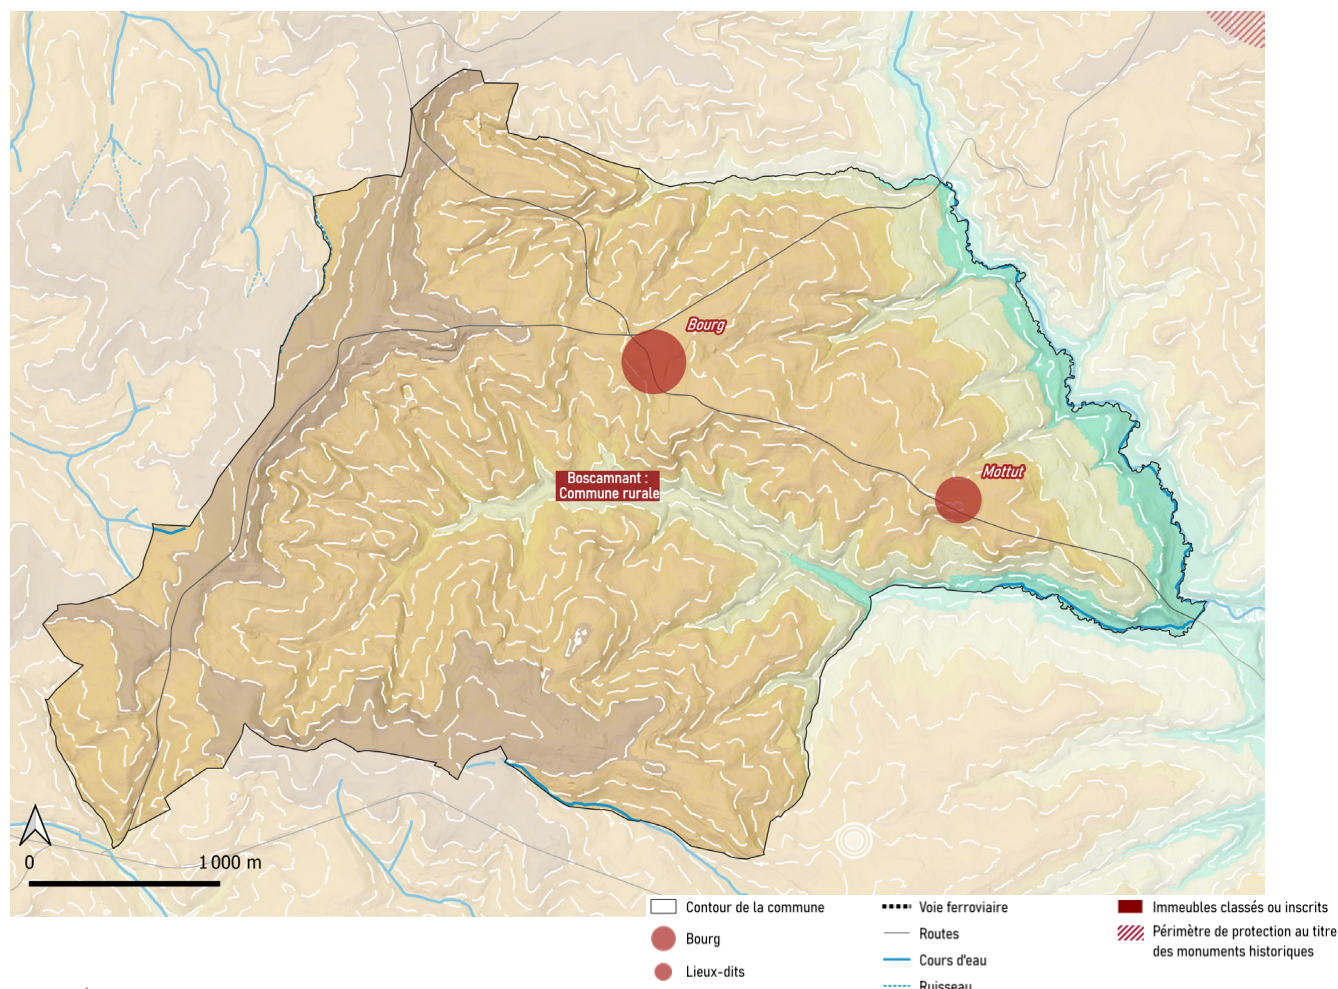 Bourg
Mottut
Boscamnant :
Commune rurale
0 1 000 m
Contour de la commune
Bourg
Lieux-dits
Voie ferroviaire
Routes
Cours d'eau
Ruisseau
Immeubles classés ou inscrits
Périmètre de protection au titre
des monuments historiques